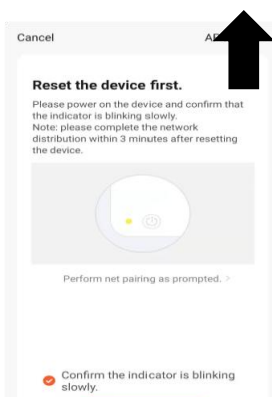 Cancel
Reset the device first.
Please power on the device and confirm that
the indicator is blinking slowly.
Note: please complete the network
distribution within 3 minutes after resetting
the device.
Perform net pairing as prompted. >
Confirm the indicator is blinking
slowly.